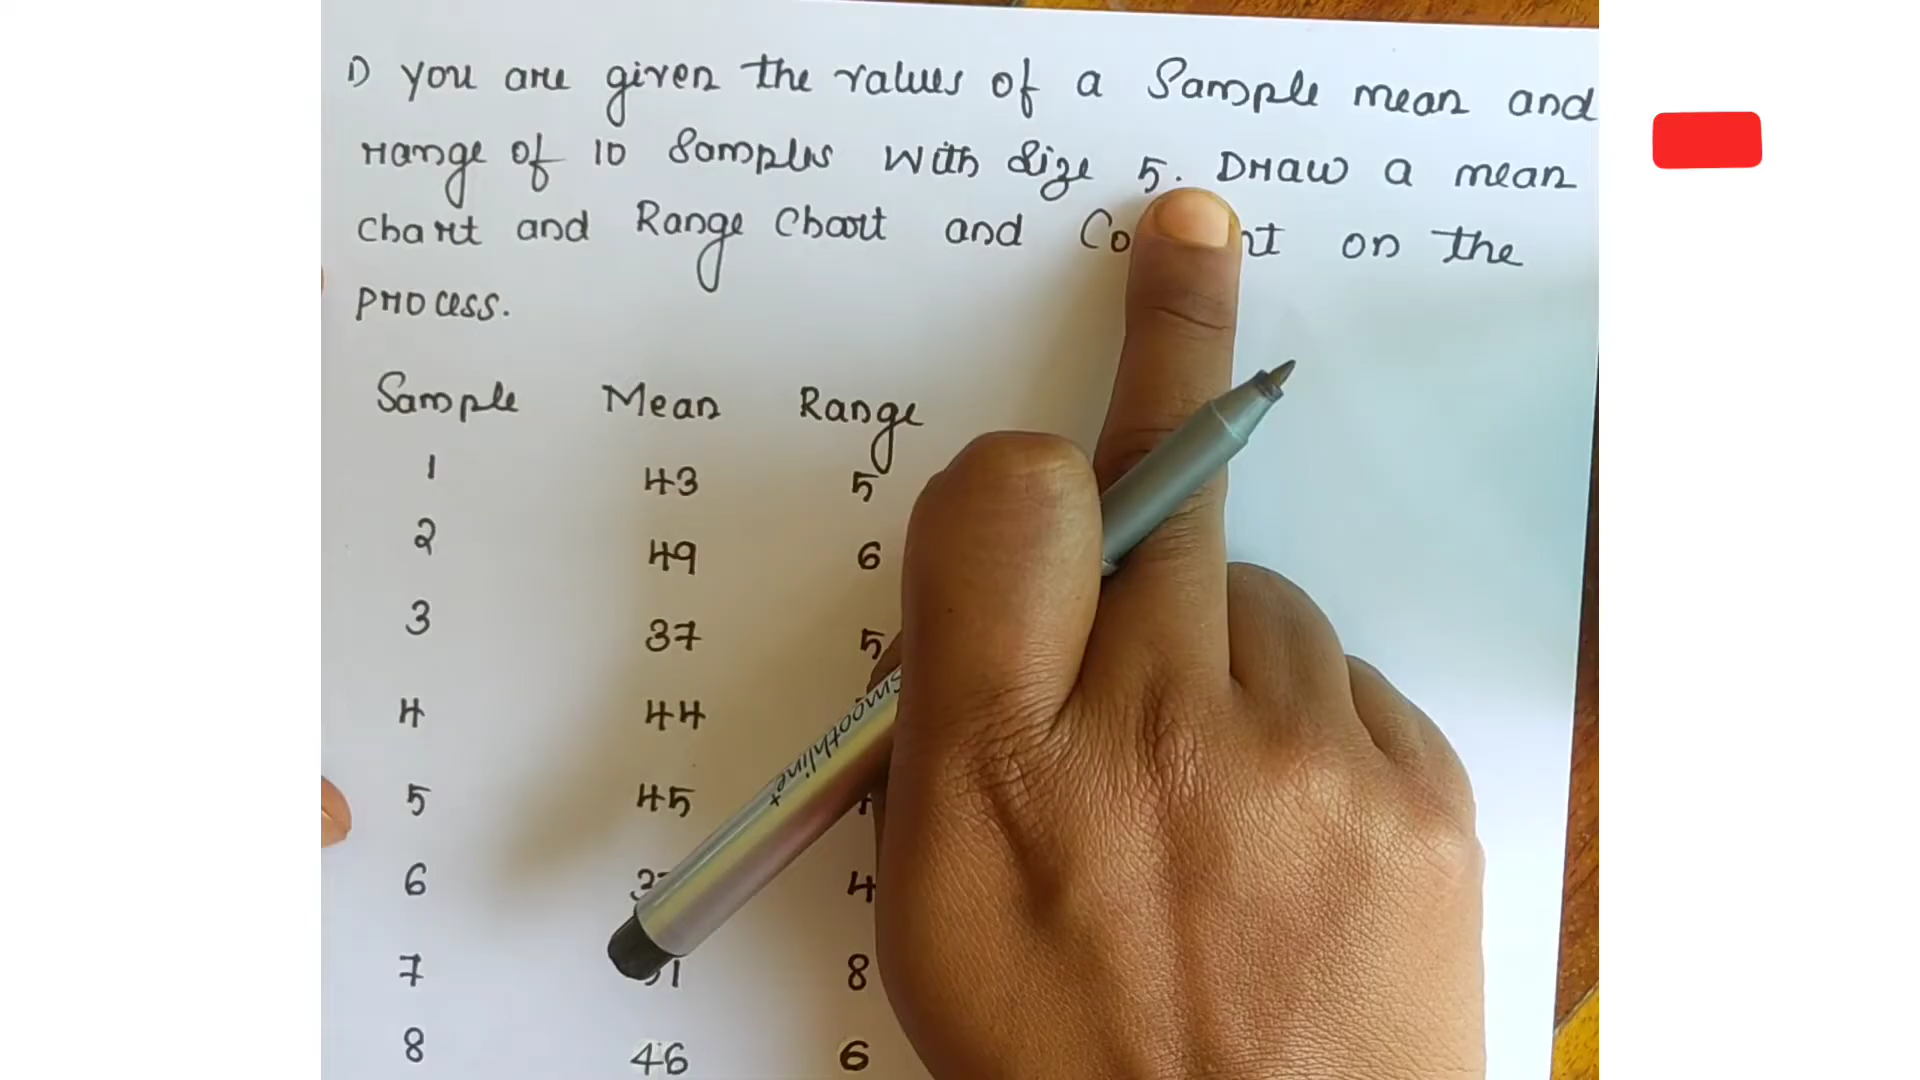 1) you are given the values of a Sample mean and
range of 10 Samples with Size 5. Draw a mean
chart and Range Chart and on the
process.
Sample Mean Range
1 43 5
2 49 6
3 37 5
4 44
5 45
6 4
7 8
8 46 6
Smoothline+